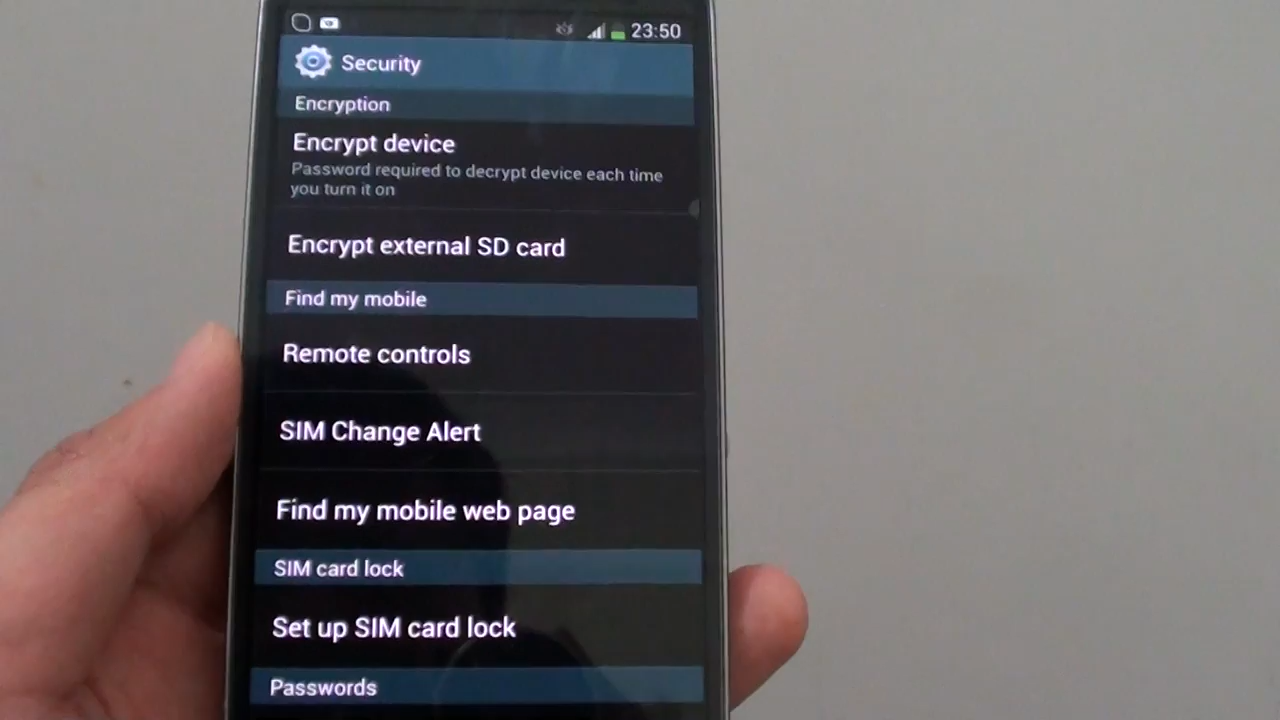 23:50
Security
Encryption
Encrypt device
Password required to decrypt device each time
you turn it on
Encrypt external SD card
Find my mobile
Remote controls
SIM Change Alert
Find my mobile web page
SIM card lock
Set up SIM card lock
Passwords